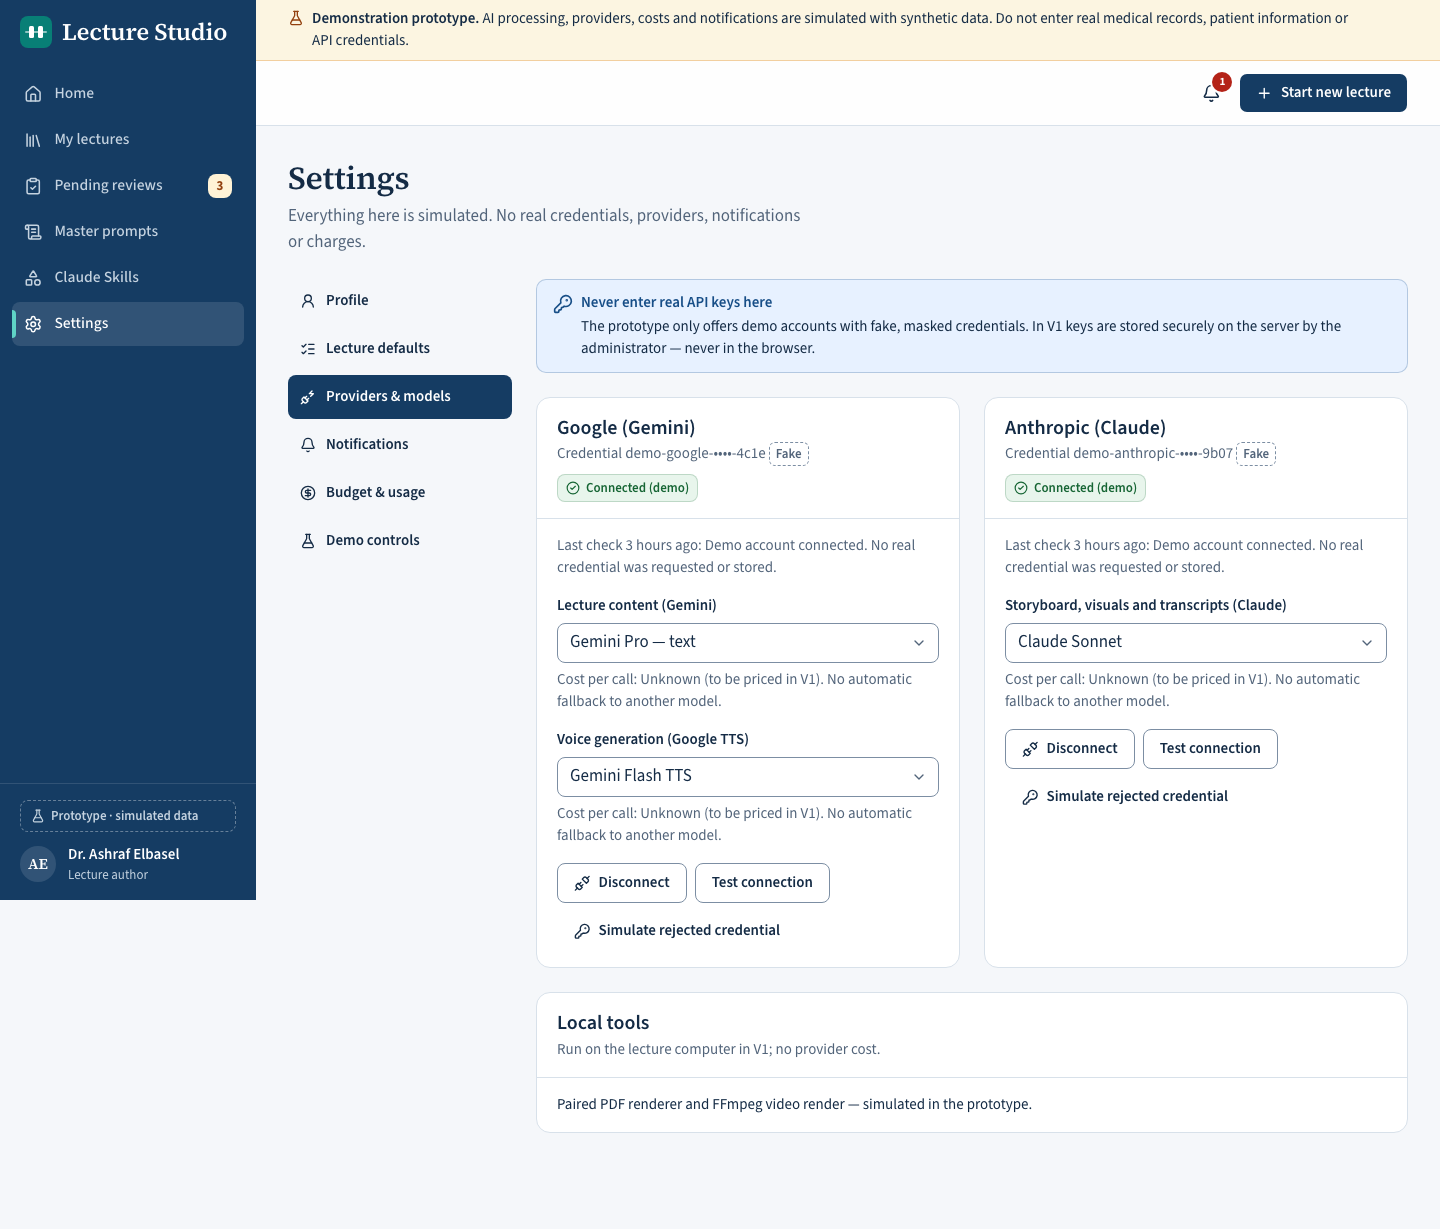 Lecture Studio
Home
My lectures
Pending reviews 3
Master prompts
Claude Skills
Settings
Prototype · simulated data
AE
Dr. Ashraf Elbasel
Lecture author
Demonstration prototype. AI processing, providers, costs and notifications are simulated with synthetic data. Do not enter real medical records, patient information or
API credentials.
1
Start new lecture
Settings
Everything here is simulated. No real credentials, providers, notifications
or charges.
Profile
Lecture defaults
Providers & models
Notifications
Budget & usage
Demo controls
Never enter real API keys here
The prototype only offers demo accounts with fake, masked credentials. In V1 keys are stored securely on the server by the
administrator — never in the browser.
Google (Gemini)
Credential demo-google-••••-4c1e Fake
Connected (demo)
Last check 3 hours ago: Demo account connected. No real
credential was requested or stored.
Lecture content (Gemini)
Gemini Pro — text
Cost per call: Unknown (to be priced in V1). No automatic
fallback to another model.
Voice generation (Google TTS)
Gemini Flash TTS
Cost per call: Unknown (to be priced in V1). No automatic
fallback to another model.
Disconnect
Test connection
Simulate rejected credential
Anthropic (Claude)
Credential demo-anthropic-••••-9b07 Fake
Connected (demo)
Last check 3 hours ago: Demo account connected. No real
credential was requested or stored.
Storyboard, visuals and transcripts (Claude)
Claude Sonnet
Cost per call: Unknown (to be priced in V1). No automatic
fallback to another model.
Disconnect
Test connection
Simulate rejected credential
Local tools
Run on the lecture computer in V1; no provider cost.
Paired PDF renderer and FFmpeg video render — simulated in the prototype.